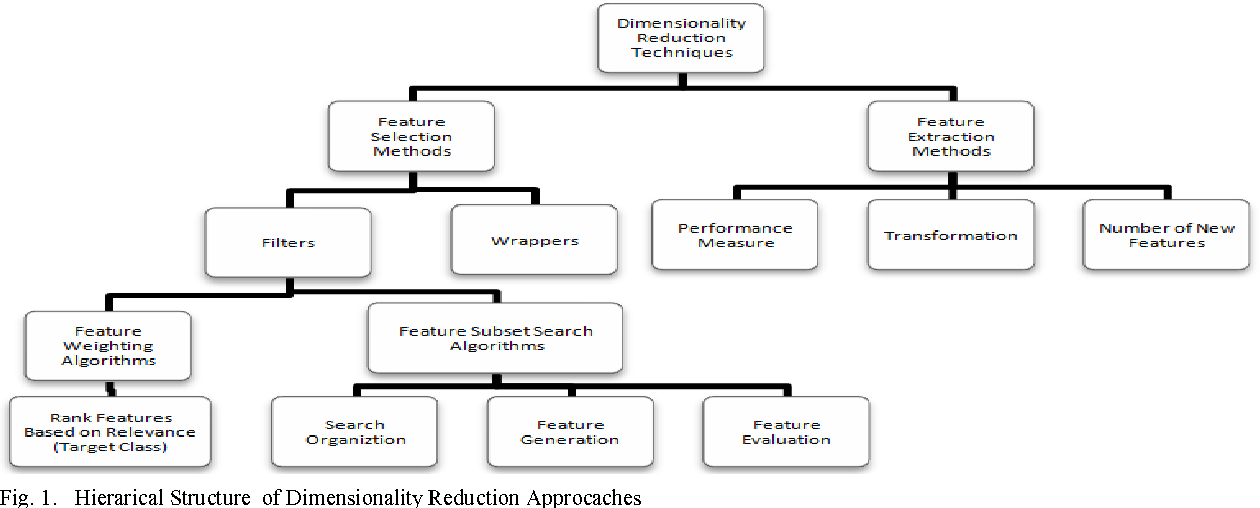 Dimensionality
Reduction
Techniques
Feature
Selection
Methods
Feature
Extraction
Methods
Filters
Wrappers
Performance
Measure
Transformation
Number of New
Features
Feature
Weighting
Algorithms
Feature Subset Search
Algorithms
Rank Features
Based on Relevance
(Target Class)
Search
Organiztion
Feature
Generation
Feature
Evaluation
Fig. 1. Hierarical Structure of Dimensionality Reduction Approcaches